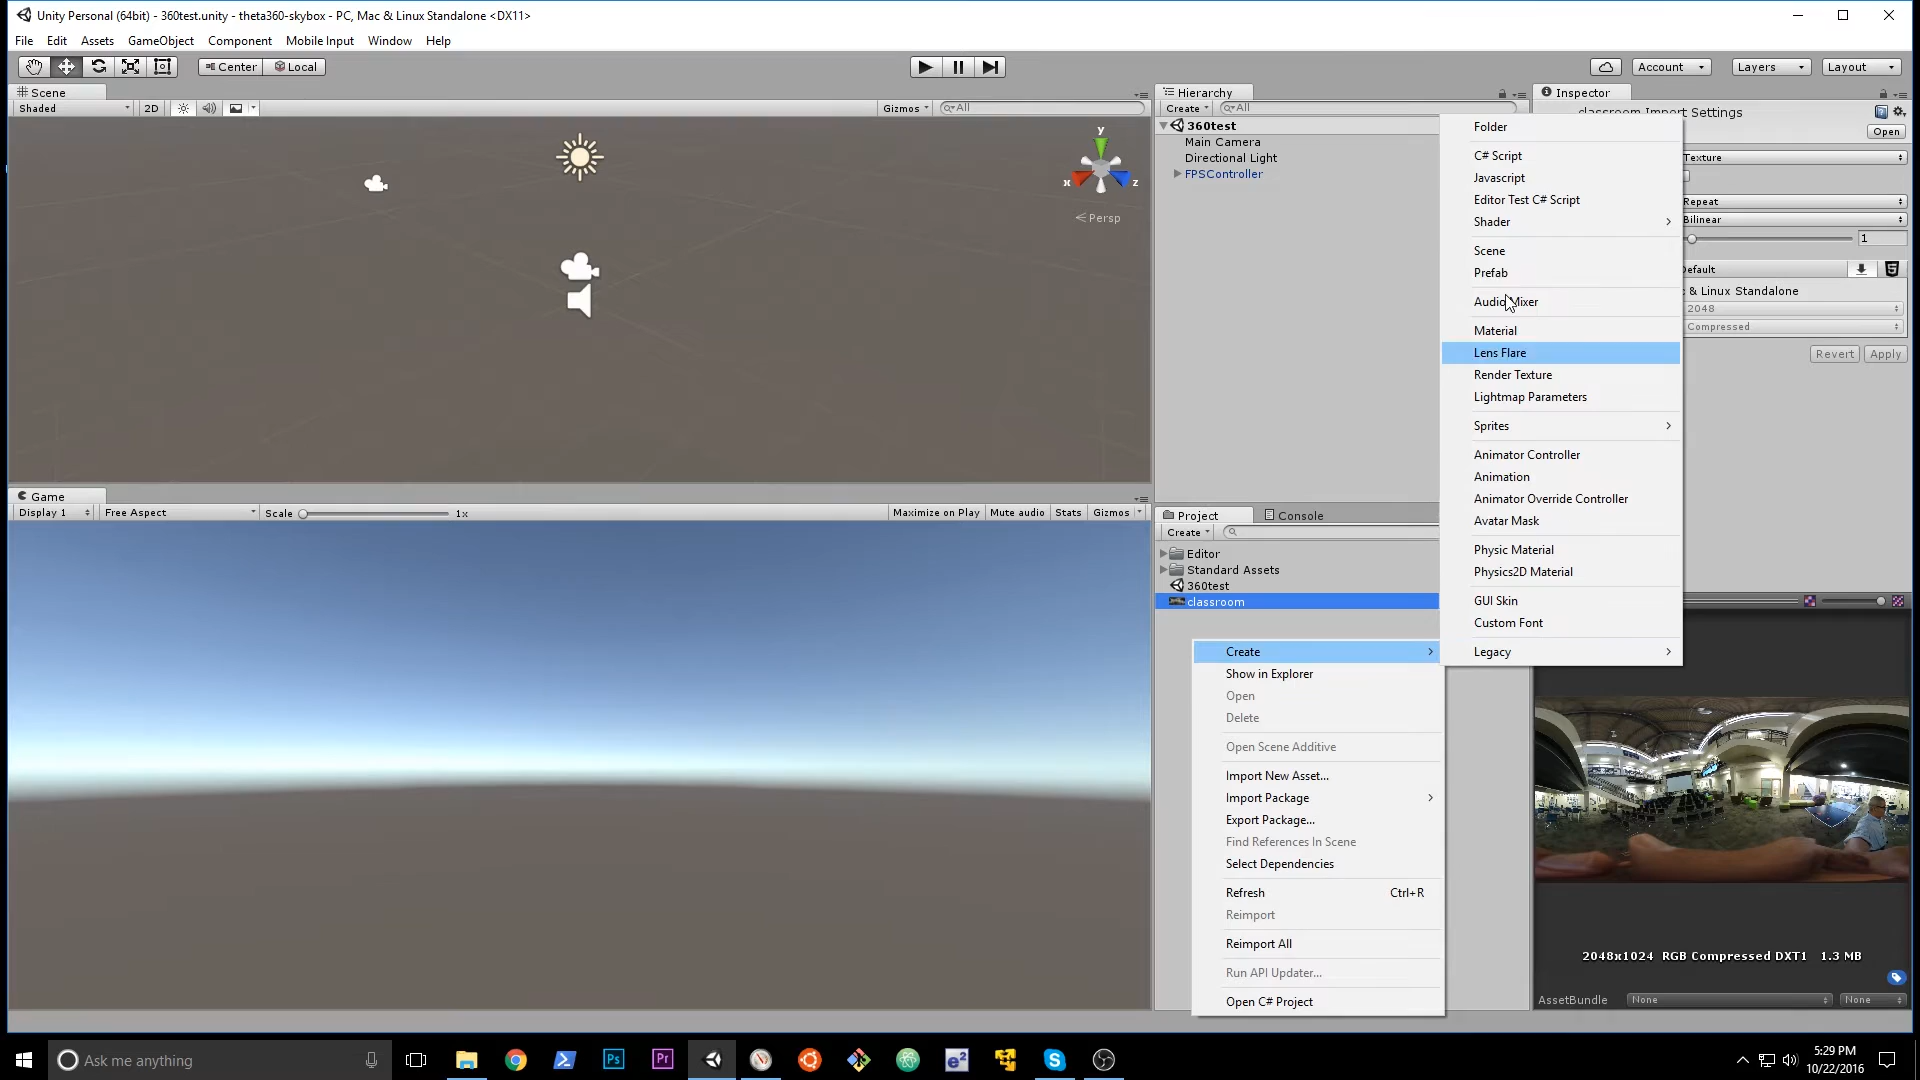 Unity Personal (64bit) - 360test.unity - theta360-skybox - PC, Mac & Linux Standalone <DX11>
File Edit Assets GameObject Component Mobile Input Window Help
Center Local
Account Layers Layout
Scene
Shaded 2D Gizmos All
y
x z
Persp
Game
Display 1 Free Aspect Scale 1x Maximize on Play Mute audio Stats Gizmos
Hierarchy
Create All
360test
Main Camera
Directional Light
FPSController
Project Console
Create
Editor
Standard Assets
360test
classroom
Create
Show in Explorer
Open
Delete
Open Scene Additive
Import New Asset...
Import Package
Export Package...
Find References In Scene
Select Dependencies
Refresh Ctrl+R
Reimport
Reimport All
Run API Updater...
Open C# Project
Folder
C# Script
Javascript
Editor Test C# Script
Shader
Scene
Prefab
Audio Mixer
Material
Lens Flare
Render Texture
Lightmap Parameters
Sprites
Animator Controller
Animation
Animator Override Controller
Avatar Mask
Physic Material
Physics2D Material
GUI Skin
Custom Font
Legacy
Inspector
classroom Import Settings
Open
Texture
Repeat
Bilinear
1
Default
& Linux Standalone
2048
Compressed
Revert Apply
2048x1024 RGB Compressed DXT1 1.3 MB
AssetBundle None None
Ask me anything
Ps Pr e²
5:29 PM
10/22/2016